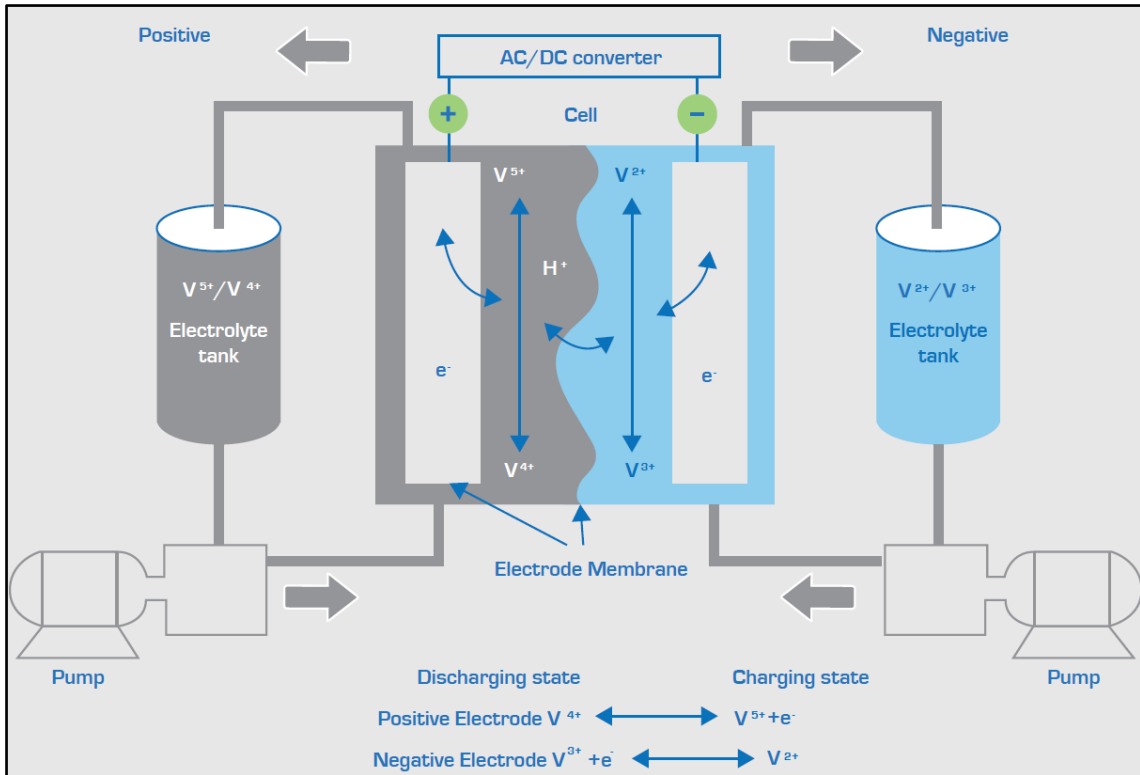 Positive
Negative
AC/DC converter
+
Cell
−
V⁵⁺
V²⁺
H⁺
V⁵⁺/V⁴⁺
Electrolyte
tank
V²⁺/V³⁺
Electrolyte
tank
e⁻
e⁻
V⁴⁺
V³⁺
Electrode Membrane
Pump
Pump
Discharging state
Charging state
Positive Electrode V⁴⁺
V⁵⁺+e⁻
Negative Electrode V³⁺ +e⁻
V²⁺